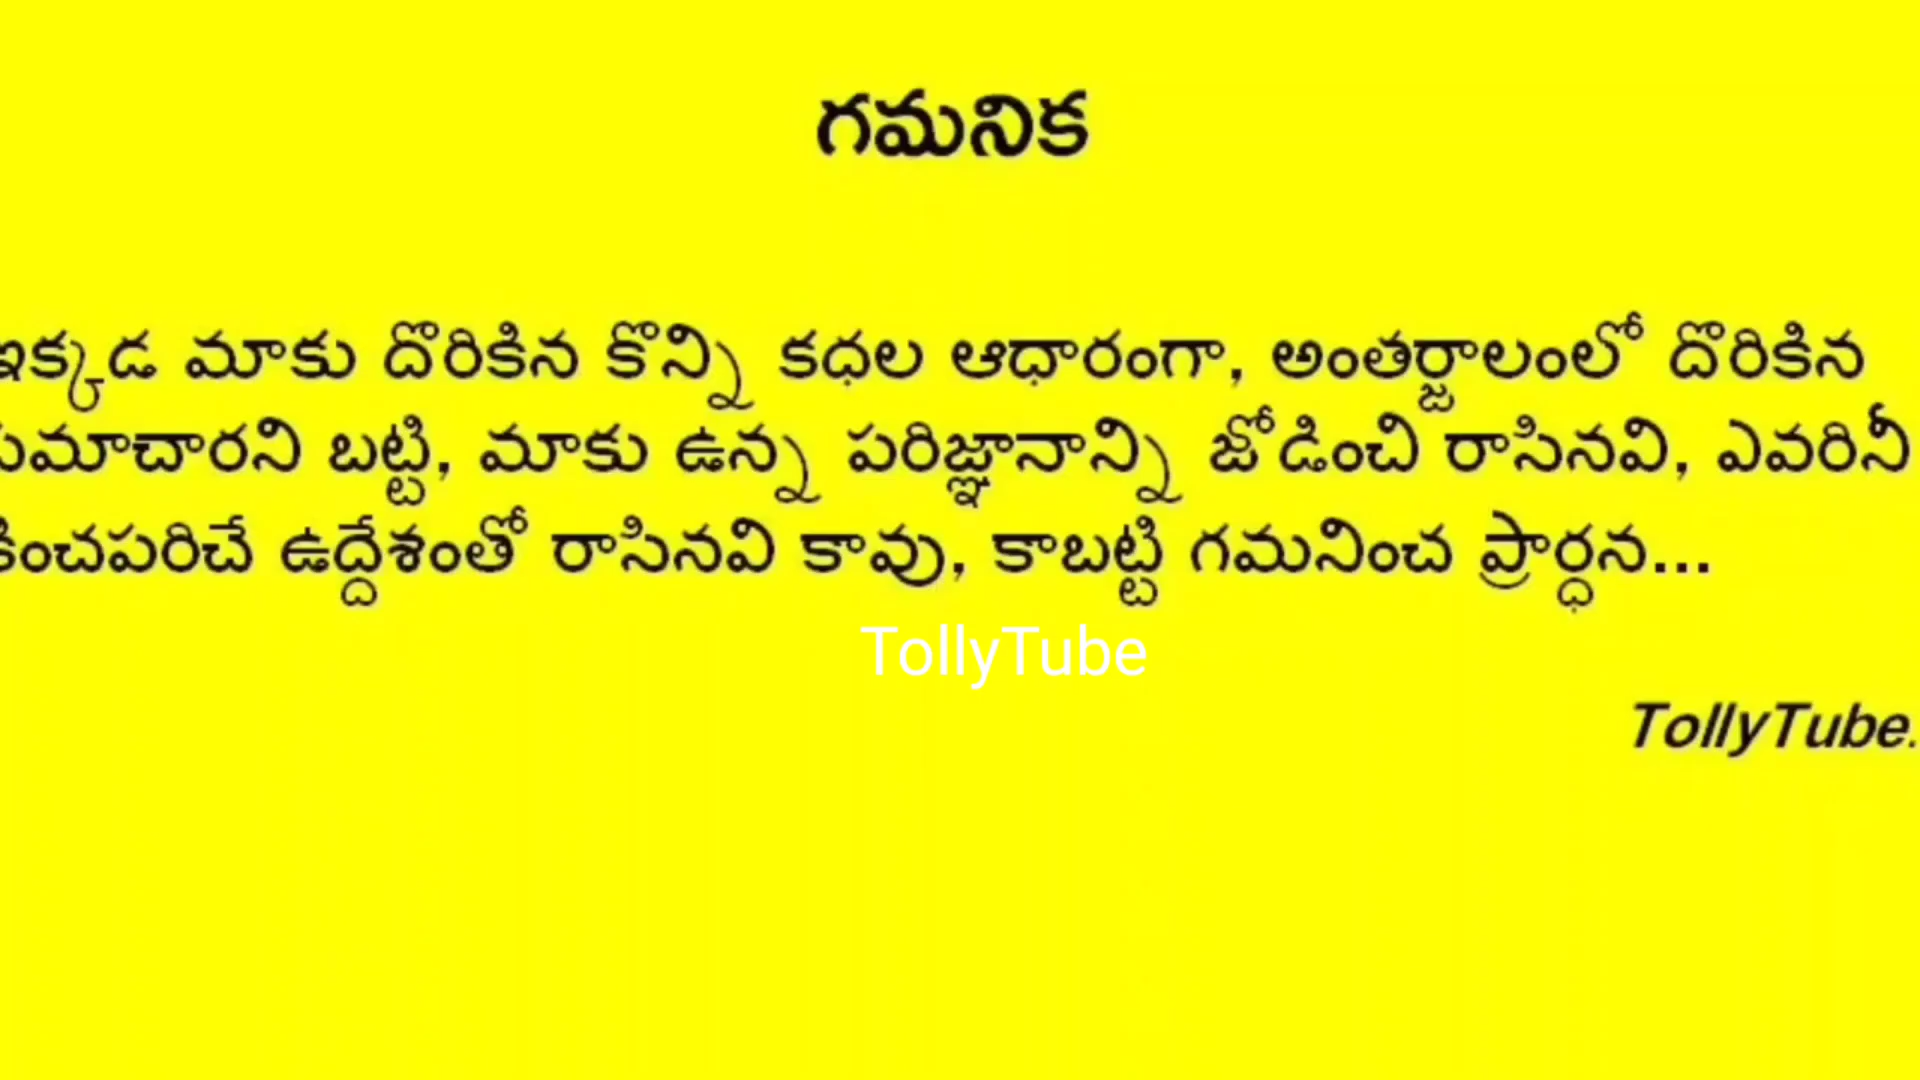 గమనిక
ఇక్కడ మాకు దొరికిన కొన్ని కధల ఆధారంగా, అంతర్జాలంలో దొరికిన
సమాచారని బట్టి, మాకు ఉన్న పరిజ్ఞానాన్ని జోడించి రాసినవి, ఎవరినీ
కించపరిచే ఉద్దేశంతో రాసినవి కావు, కాబట్టి గమనించ ప్రార్ధన...
TollyTube
TollyTube.